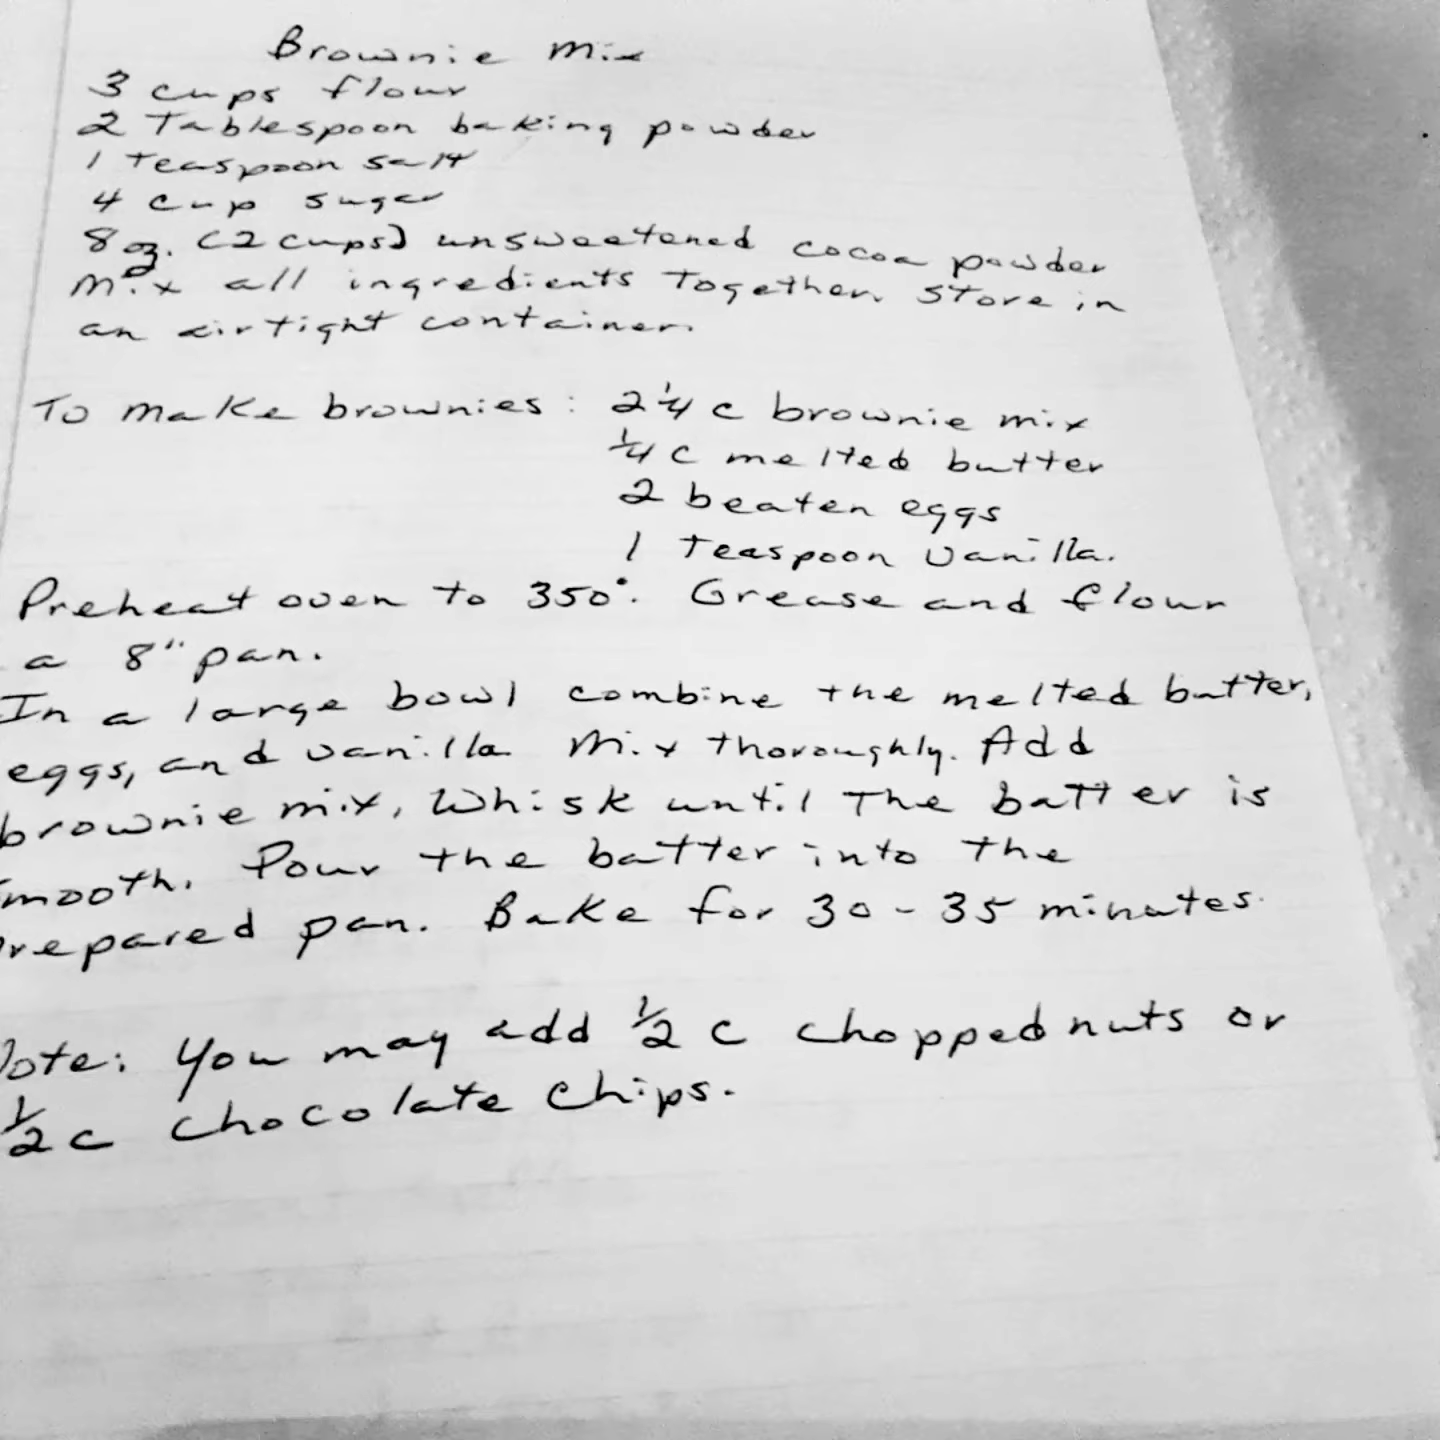 Brownie Mix
3 cups flour
2 Tablespoon baking powder
1 teaspoon salt
4 cup sugar
8 oz. (2 cups) unsweetened cocoa powder
Mix all ingredients together. Store in
an airtight container.
To make brownies: 2 1/4 c brownie mix
1/4 c melted butter
2 beaten eggs
1 teaspoon vanilla.
Preheat oven to 350°. Grease and flour
a 8" pan.
In a large bowl combine the melted butter,
eggs, and vanilla. Mix thoroughly. Add
brownie mix. Whisk until the batter is
smooth. Pour the batter into the
prepared pan. Bake for 30-35 minutes.
Note: You may add 1/2 c chopped nuts or
1/2 c chocolate chips.